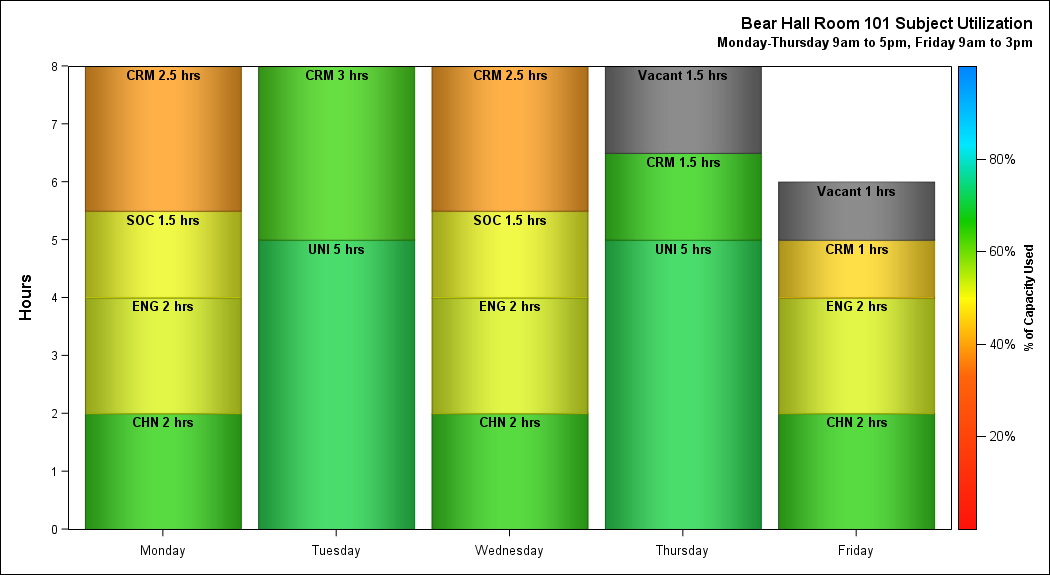 Bear Hall Room 101 Subject Utilization
Monday-Thursday 9am to 5pm, Friday 9am to 3pm
Hours
8
7
6
5
4
3
2
1
0
CRM 2.5 hrs
SOC 1.5 hrs
ENG 2 hrs
CHN 2 hrs
CRM 3 hrs
UNI 5 hrs
CRM 2.5 hrs
SOC 1.5 hrs
ENG 2 hrs
CHN 2 hrs
Vacant 1.5 hrs
CRM 1.5 hrs
UNI 5 hrs
Vacant 1 hrs
CRM 1 hrs
ENG 2 hrs
CHN 2 hrs
Monday Tuesday Wednesday Thursday Friday
80%
60%
40%
20%
% of Capacity Used